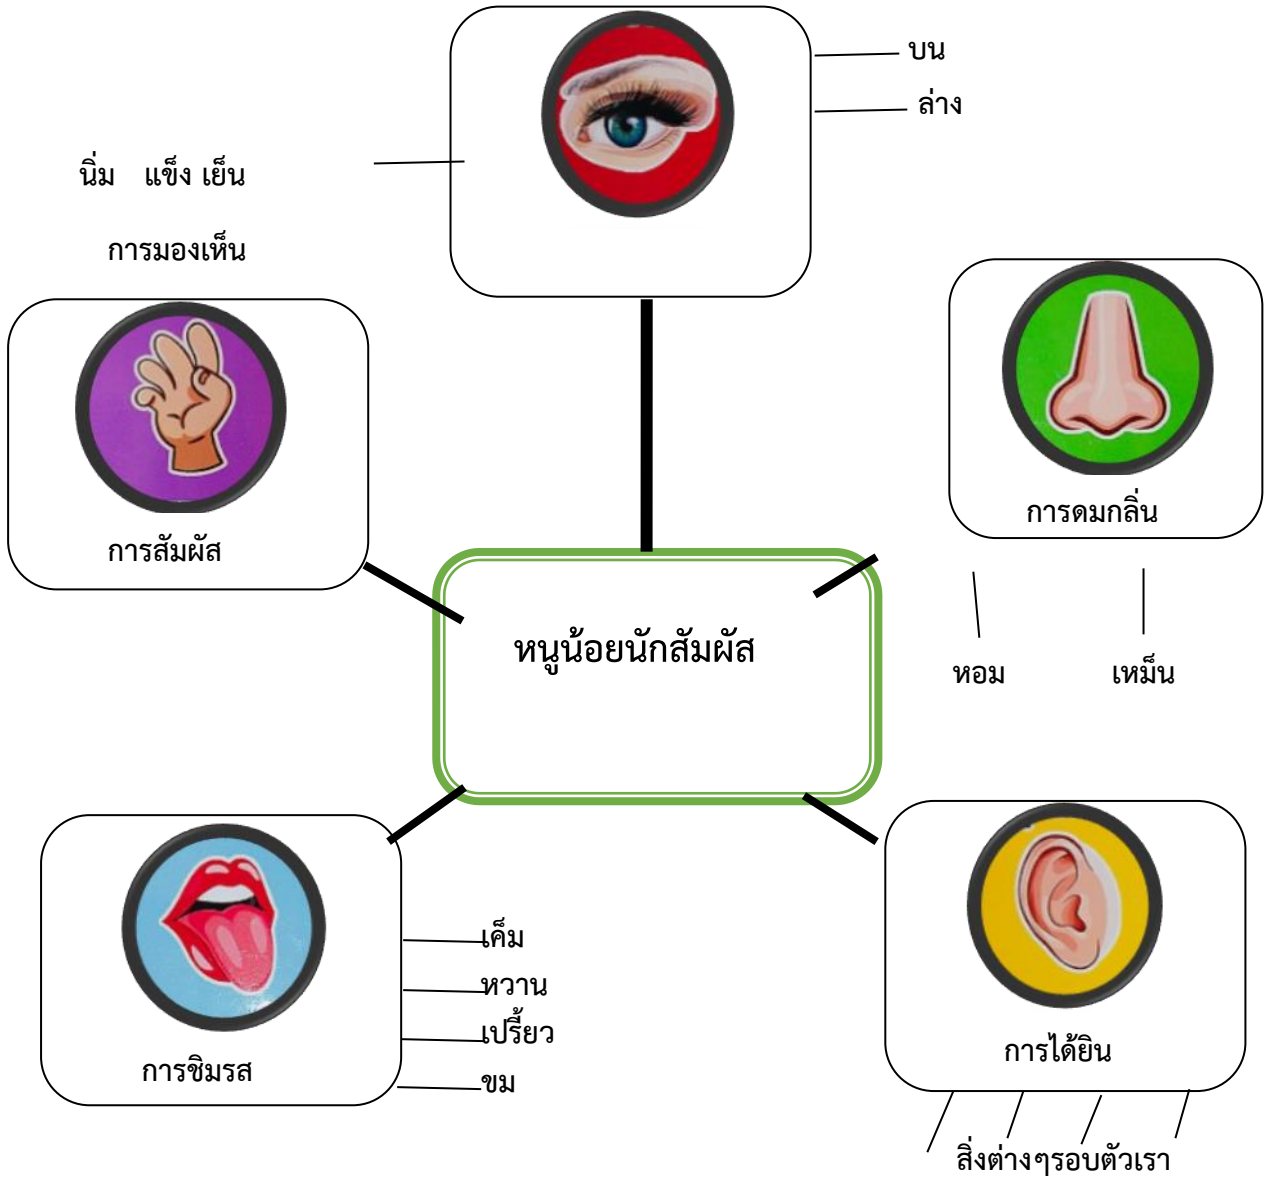 บน
ล่าง
นิ่ม แข็ง เย็น
การมองเห็น
การดมกลิ่น
การสัมผัส
หนูน้อยนักสัมผัส
หอม เหม็น
เค็ม
หวาน
เปรี้ยว
ขม
การชิมรส
การได้ยิน
สิ่งต่างๆรอบตัวเรา